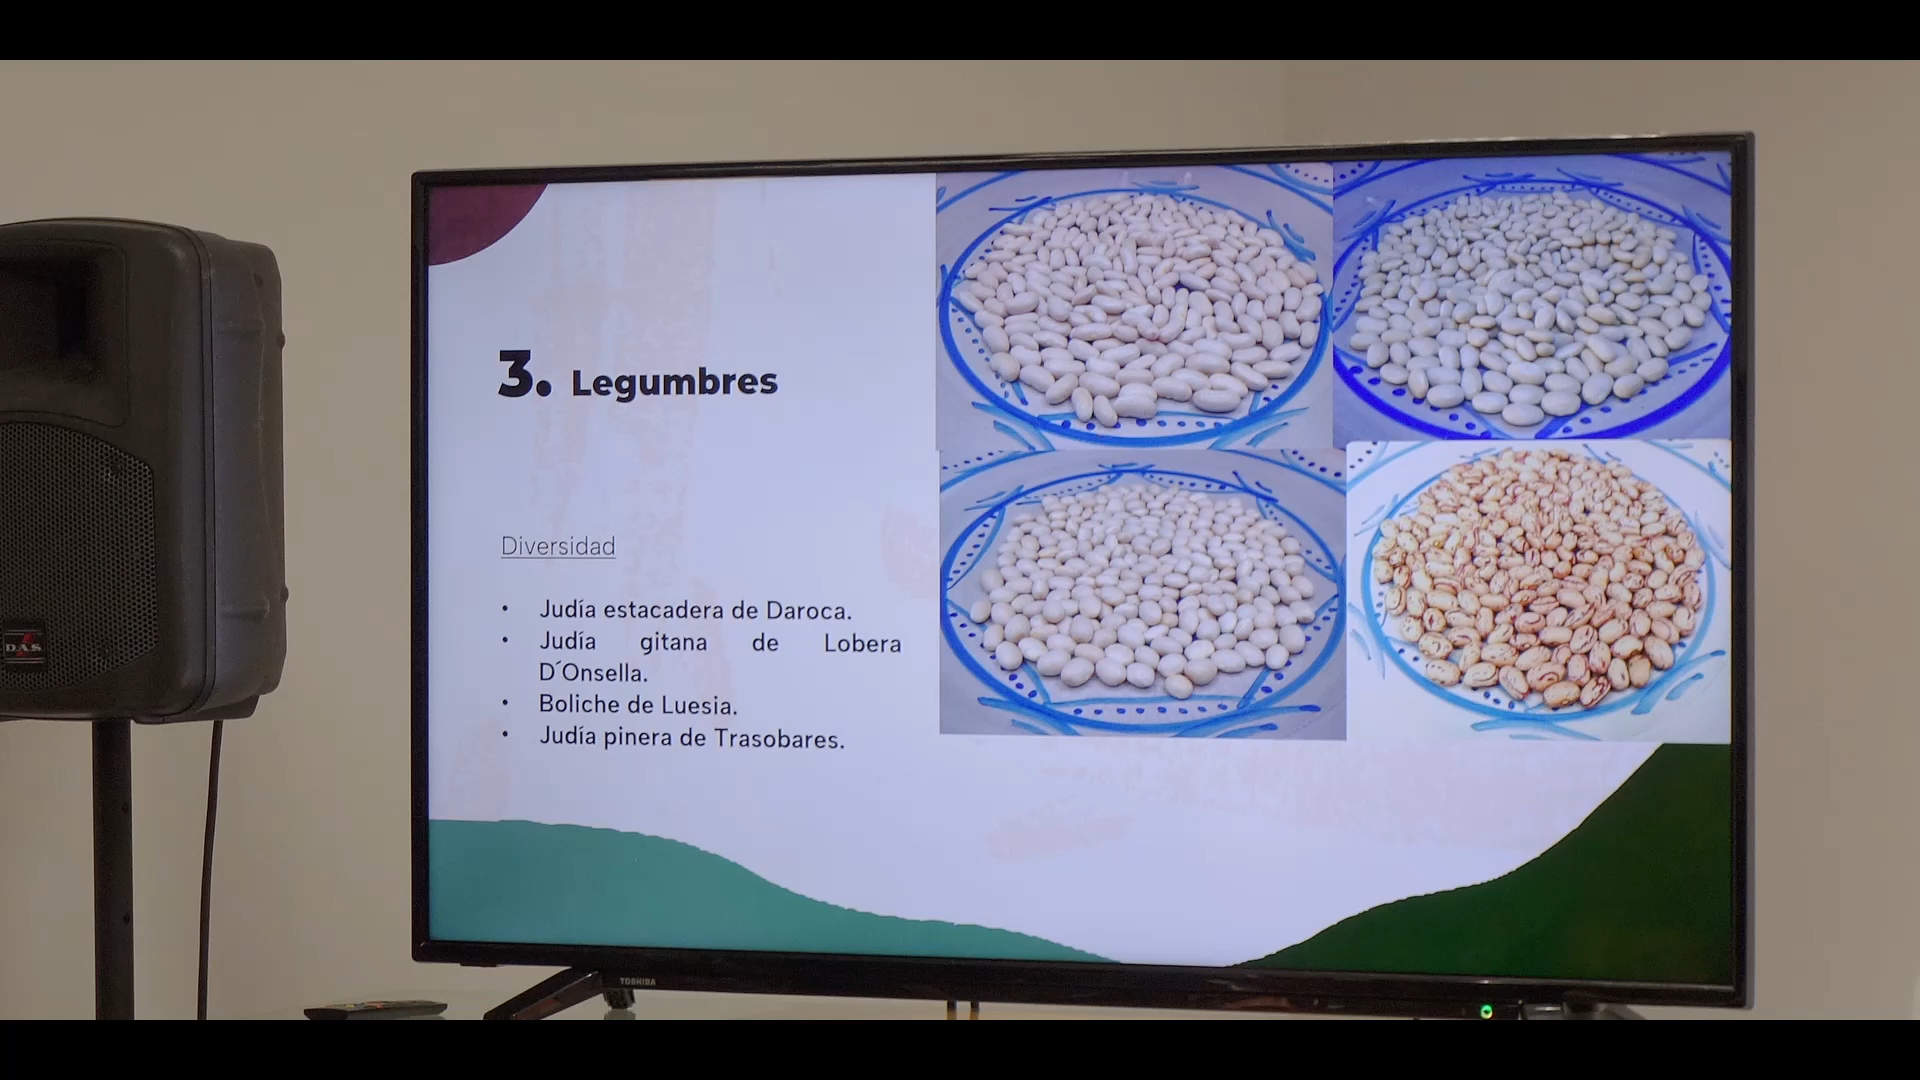 3. Legumbres
Diversidad
• Judía estacadera de Daroca.
• Judía gitana de Lobera
D´Onsella.
• Boliche de Luesia.
• Judía pinera de Trasobares.
D.A.S.
TOSHIBA